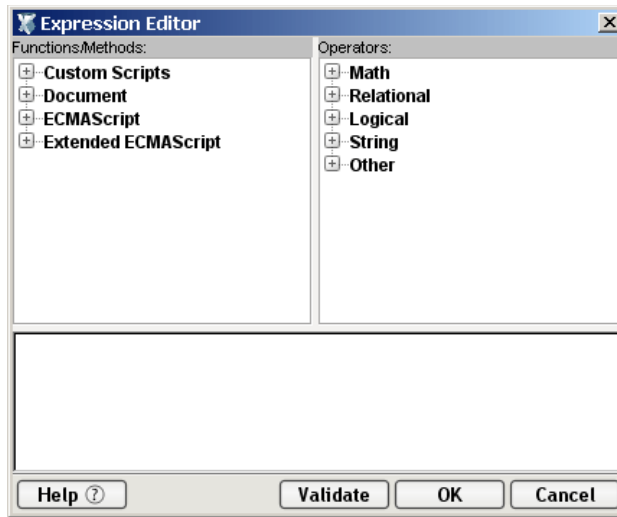 Expression Editor
Functions/Methods:
Operators:
Custom Scripts
Document
ECMAScript
Extended ECMAScript
Math
Relational
Logical
String
Other
Help ?
Validate
OK
Cancel